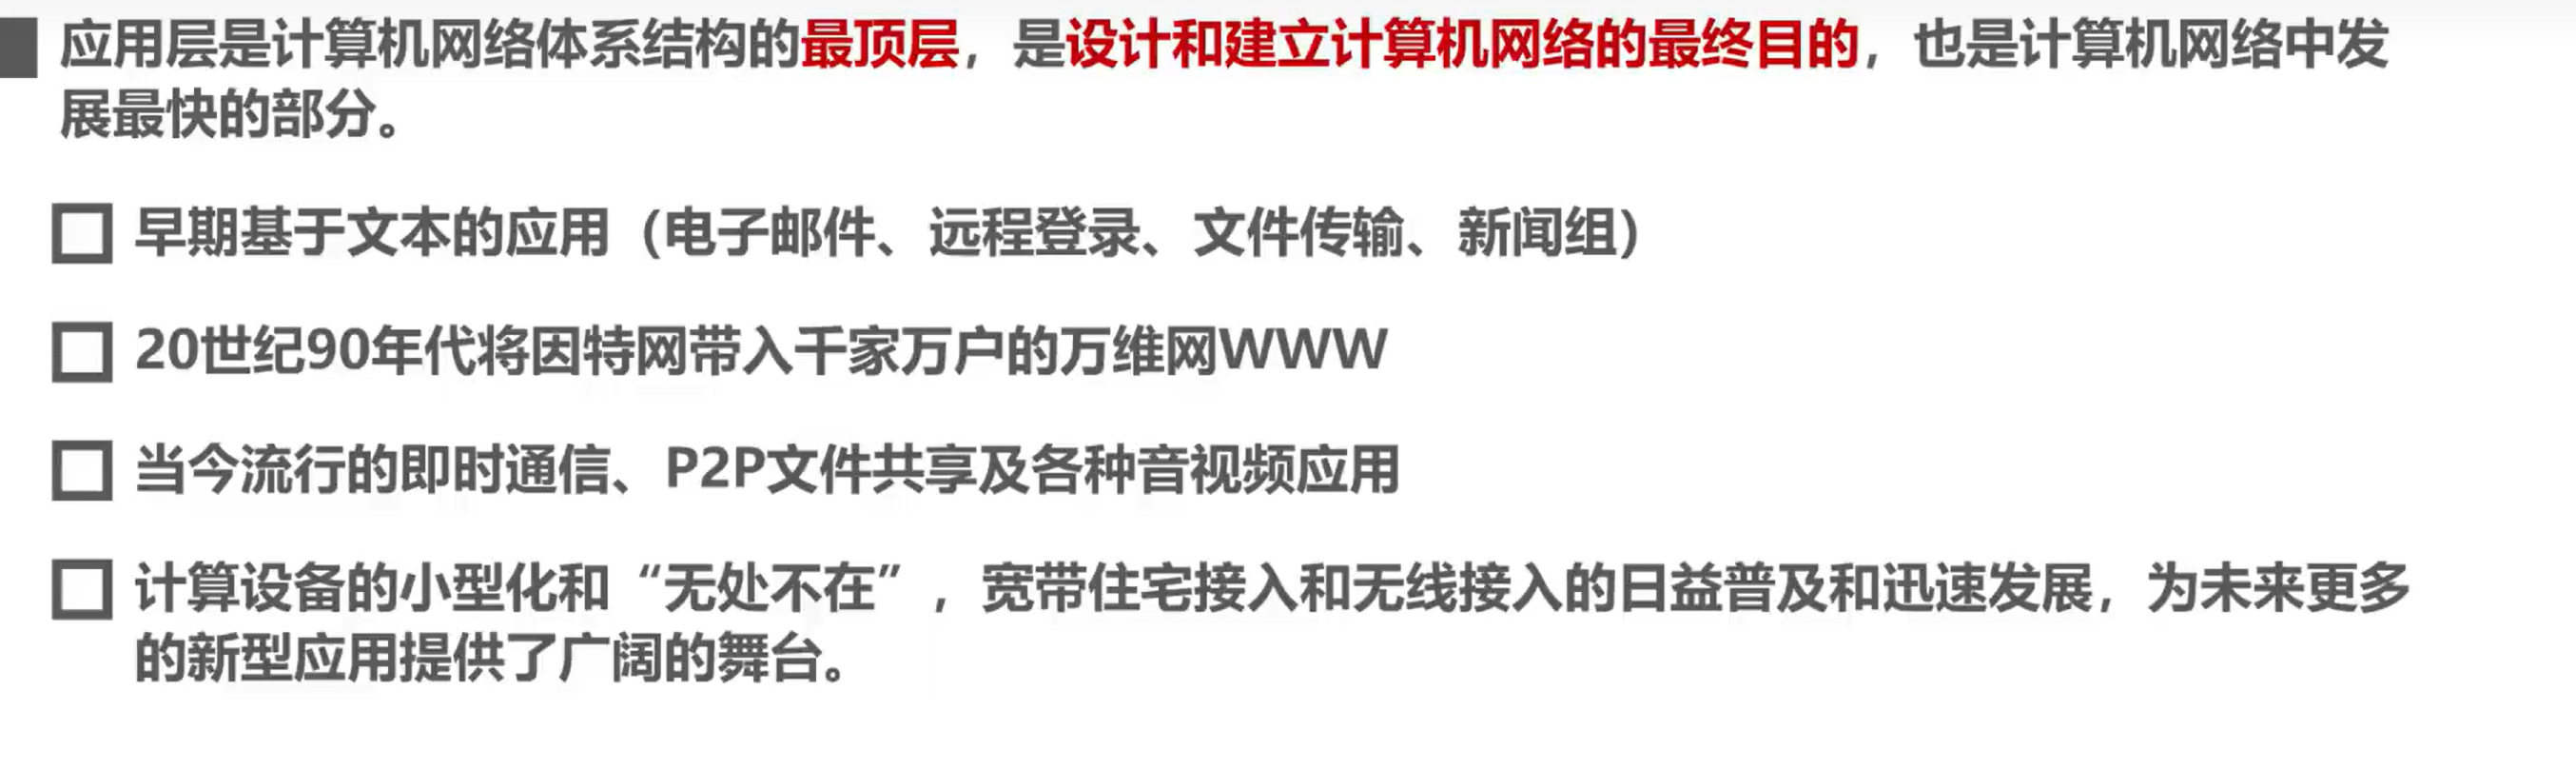 应用层是计算机网络体系结构的最顶层，是设计和建立计算机网络的最终目的，也是计算机网络中发
展最快的部分。
早期基于文本的应用（电子邮件、远程登录、文件传输、新闻组）
20世纪90年代将因特网带入千家万户的万维网WWW
当今流行的即时通信、P2P文件共享及各种音视频应用
计算设备的小型化和“无处不在”，宽带住宅接入和无线接入的日益普及和迅速发展，为未来更多
的新型应用提供了广阔的舞台。